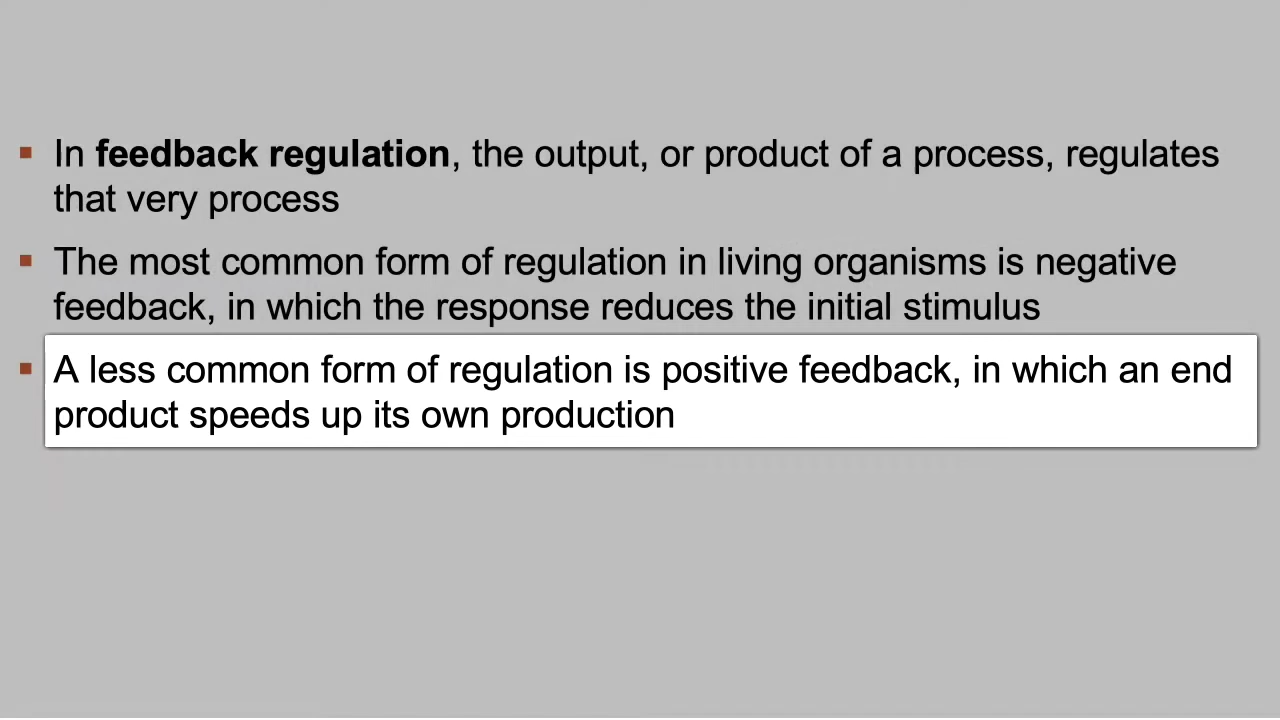 In feedback regulation, the output, or product of a process, regulates
that very process
The most common form of regulation in living organisms is negative
feedback, in which the response reduces the initial stimulus
A less common form of regulation is positive feedback, in which an end
product speeds up its own production